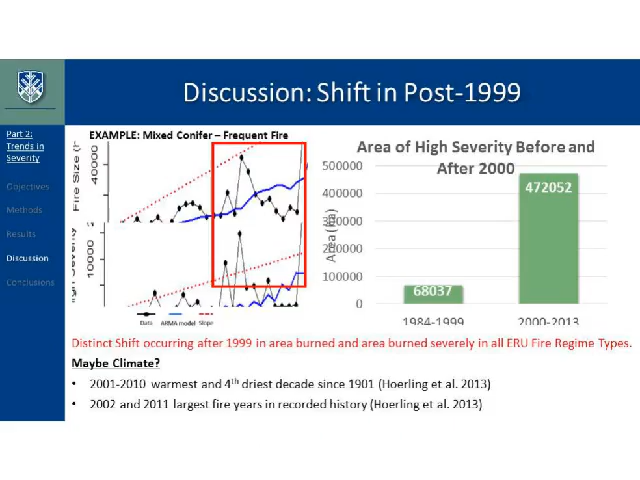 Discussion: Shift in Post-1999
Part 2:
Trends in
Severity
Objectives
Methods
Results
Discussion
Conclusions
EXAMPLE: Mixed Conifer – Frequent Fire
Fire Size (
40000
Severity
10000
Data ARMA model Slope
Area of High Severity Before and
After 2000
Area (ha)
500000
400000
300000
200000
100000
0
68037
472052
1984-1999
2000-2013
Distinct Shift occurring after 1999 in area burned and area burned severely in all ERU Fire Regime Types.
Maybe Climate?
• 2001-2010 warmest and 4th driest decade since 1901 (Hoerling et al. 2013)
• 2002 and 2011 largest fire years in recorded history (Hoerling et al. 2013)